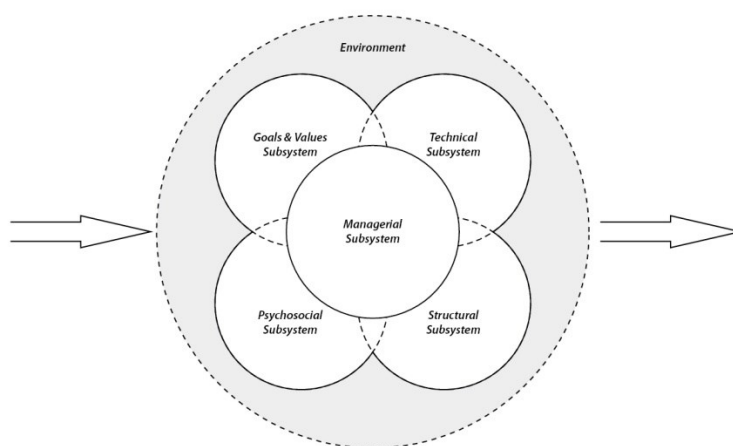 Environment
Goals & Values
Subsystem
Technical
Subsystem
Managerial
Subsystem
Psychosocial
Subsystem
Structural
Subsystem